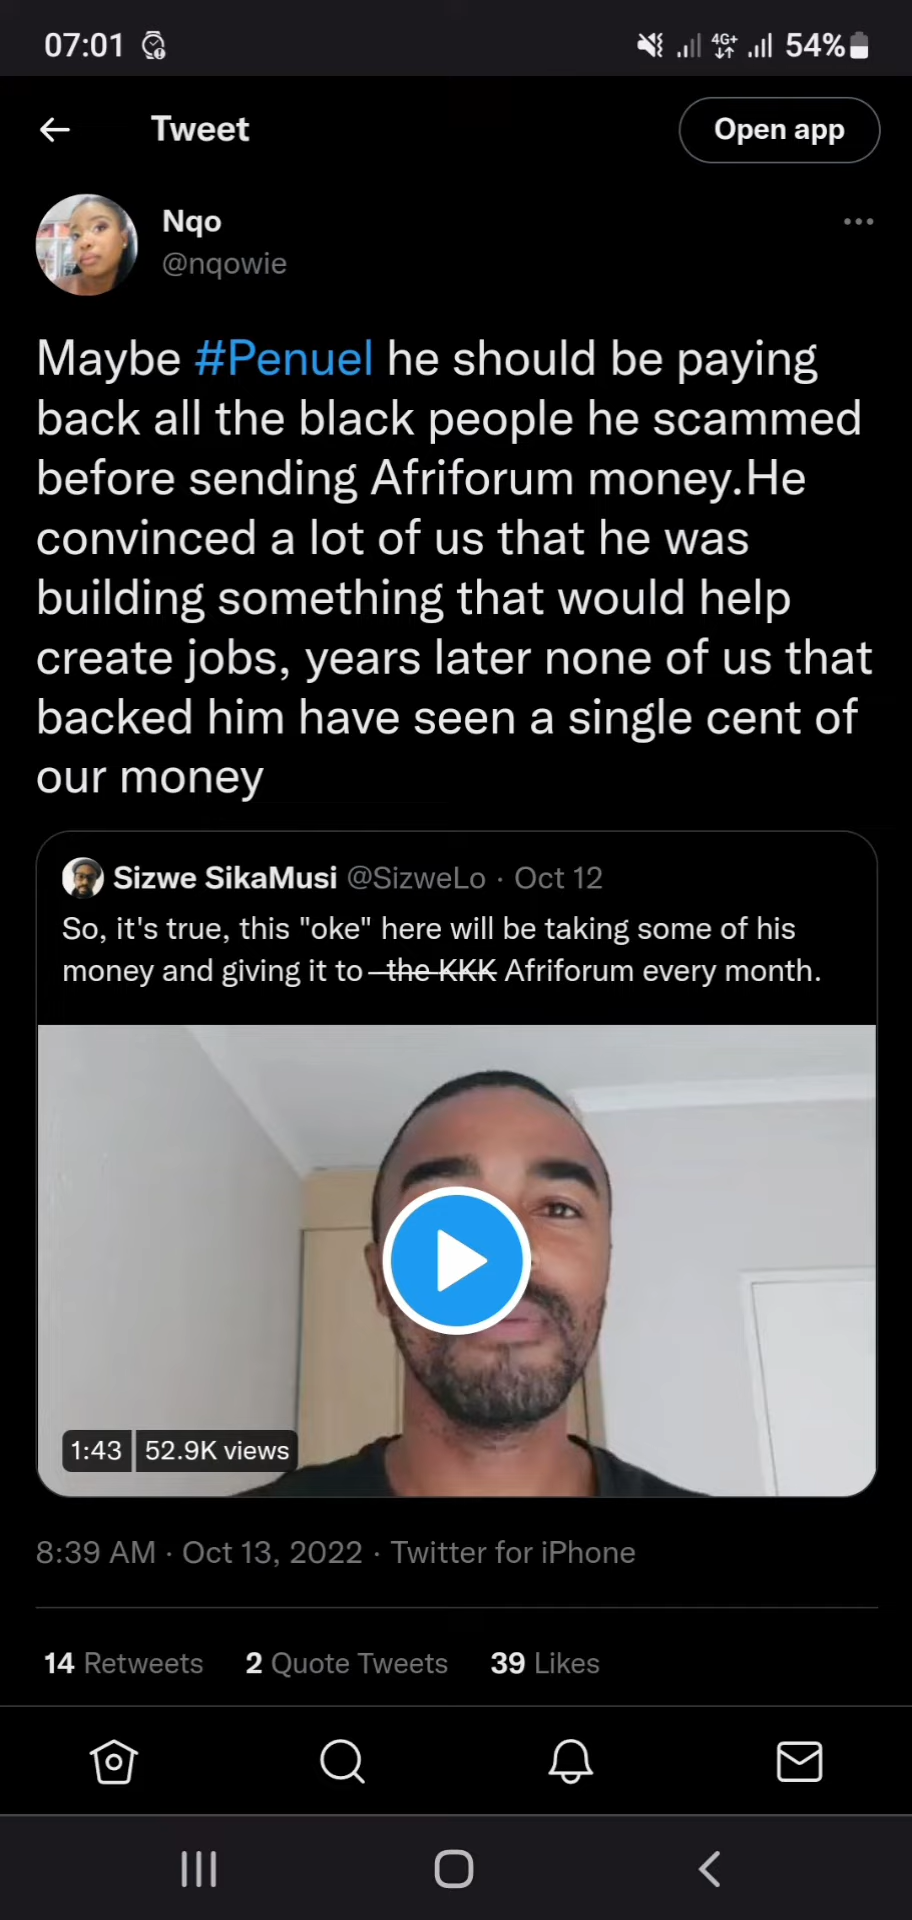 07:01
4G+
54%
Tweet
Open app
Nqo
@nqowie
Maybe #Penuel he should be paying
back all the black people he scammed
before sending Afriforum money.He
convinced a lot of us that he was
building something that would help
create jobs, years later none of us that
backed him have seen a single cent of
our money
Sizwe SikaMusi @SizweLo · Oct 12
So, it's true, this "oke" here will be taking some of his
money and giving it to the KKK Afriforum every month.
1:43 52.9K views
8:39 AM · Oct 13, 2022 · Twitter for iPhone
14 Retweets 2 Quote Tweets 39 Likes